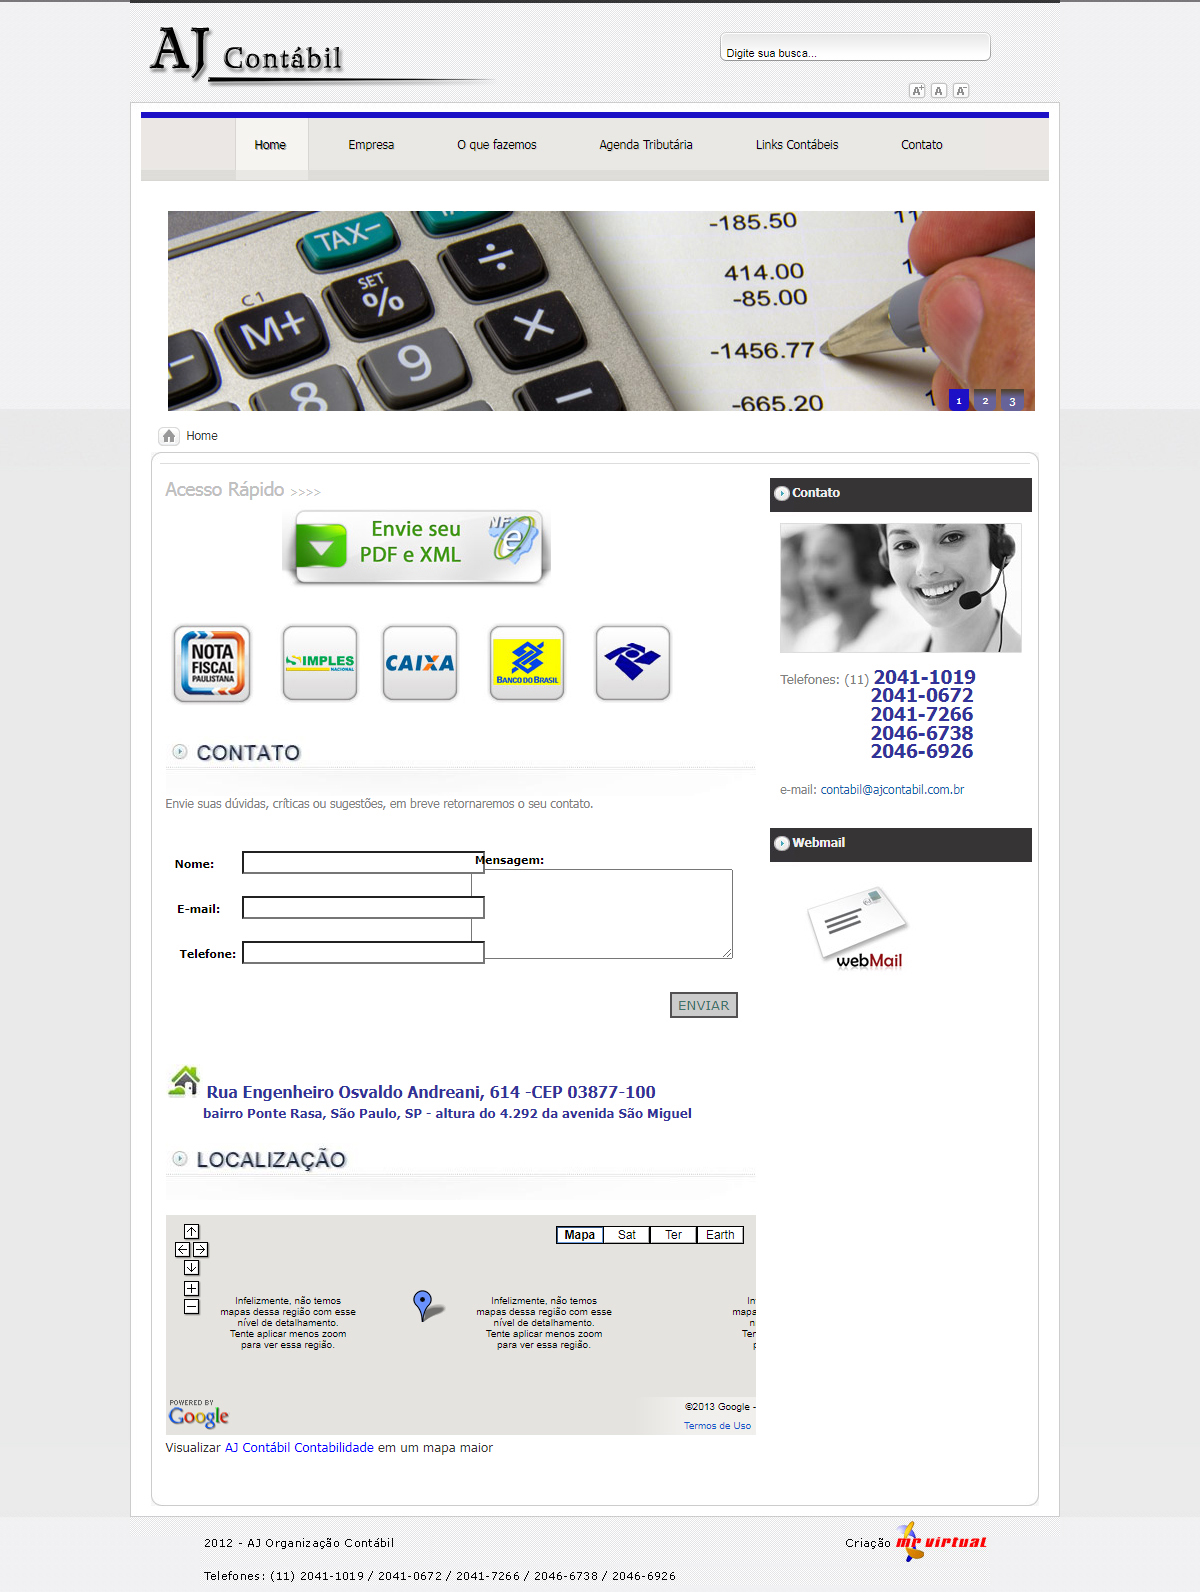 AJ Contábil
Digite sua busca...
A+ A A-
Home Empresa O que fazemos Agenda Tributária Links Contábeis Contato
TAX−
SET
%
÷
C1
M+
9
8
×
−
-185.50
414.00
-85.00
-1456.77
-665.20
1 2 3
Home
Acesso Rápido >>>>
Envie seu
PDF e XML
NF
e
NOTA
FISCAL
PAULISTANA
SIMPLES
NACIONAL
CAIXA
BANCO DO BRASIL
CONTATO
Envie suas dúvidas, críticas ou sugestões, em breve retornaremos o seu contato.
Nome:
Mensagem:
E-mail:
Telefone:
ENVIAR
Rua Engenheiro Osvaldo Andreani, 614 -CEP 03877-100
bairro Ponte Rasa, São Paulo, SP - altura do 4.292 da avenida São Miguel
LOCALIZAÇÃO
Mapa Sat Ter Earth
Infelizmente, não temos
mapas dessa região com esse
nível de detalhamento.
Tente aplicar menos zoom
para ver essa região.
Infelizmente, não temos
mapas dessa região com esse
nível de detalhamento.
Tente aplicar menos zoom
para ver essa região.
POWERED BY
Google
©2013 Google -
Termos de Uso
Visualizar AJ Contábil Contabilidade em um mapa maior
Contato
Telefones: (11) 2041-1019
2041-0672
2041-7266
2046-6738
2046-6926
e-mail: contabil@ajcontabil.com.br
Webmail
webMail
2012 - AJ Organização Contábil
Criação mr virtual
Telefones: (11) 2041-1019 / 2041-0672 / 2041-7266 / 2046-6738 / 2046-6926